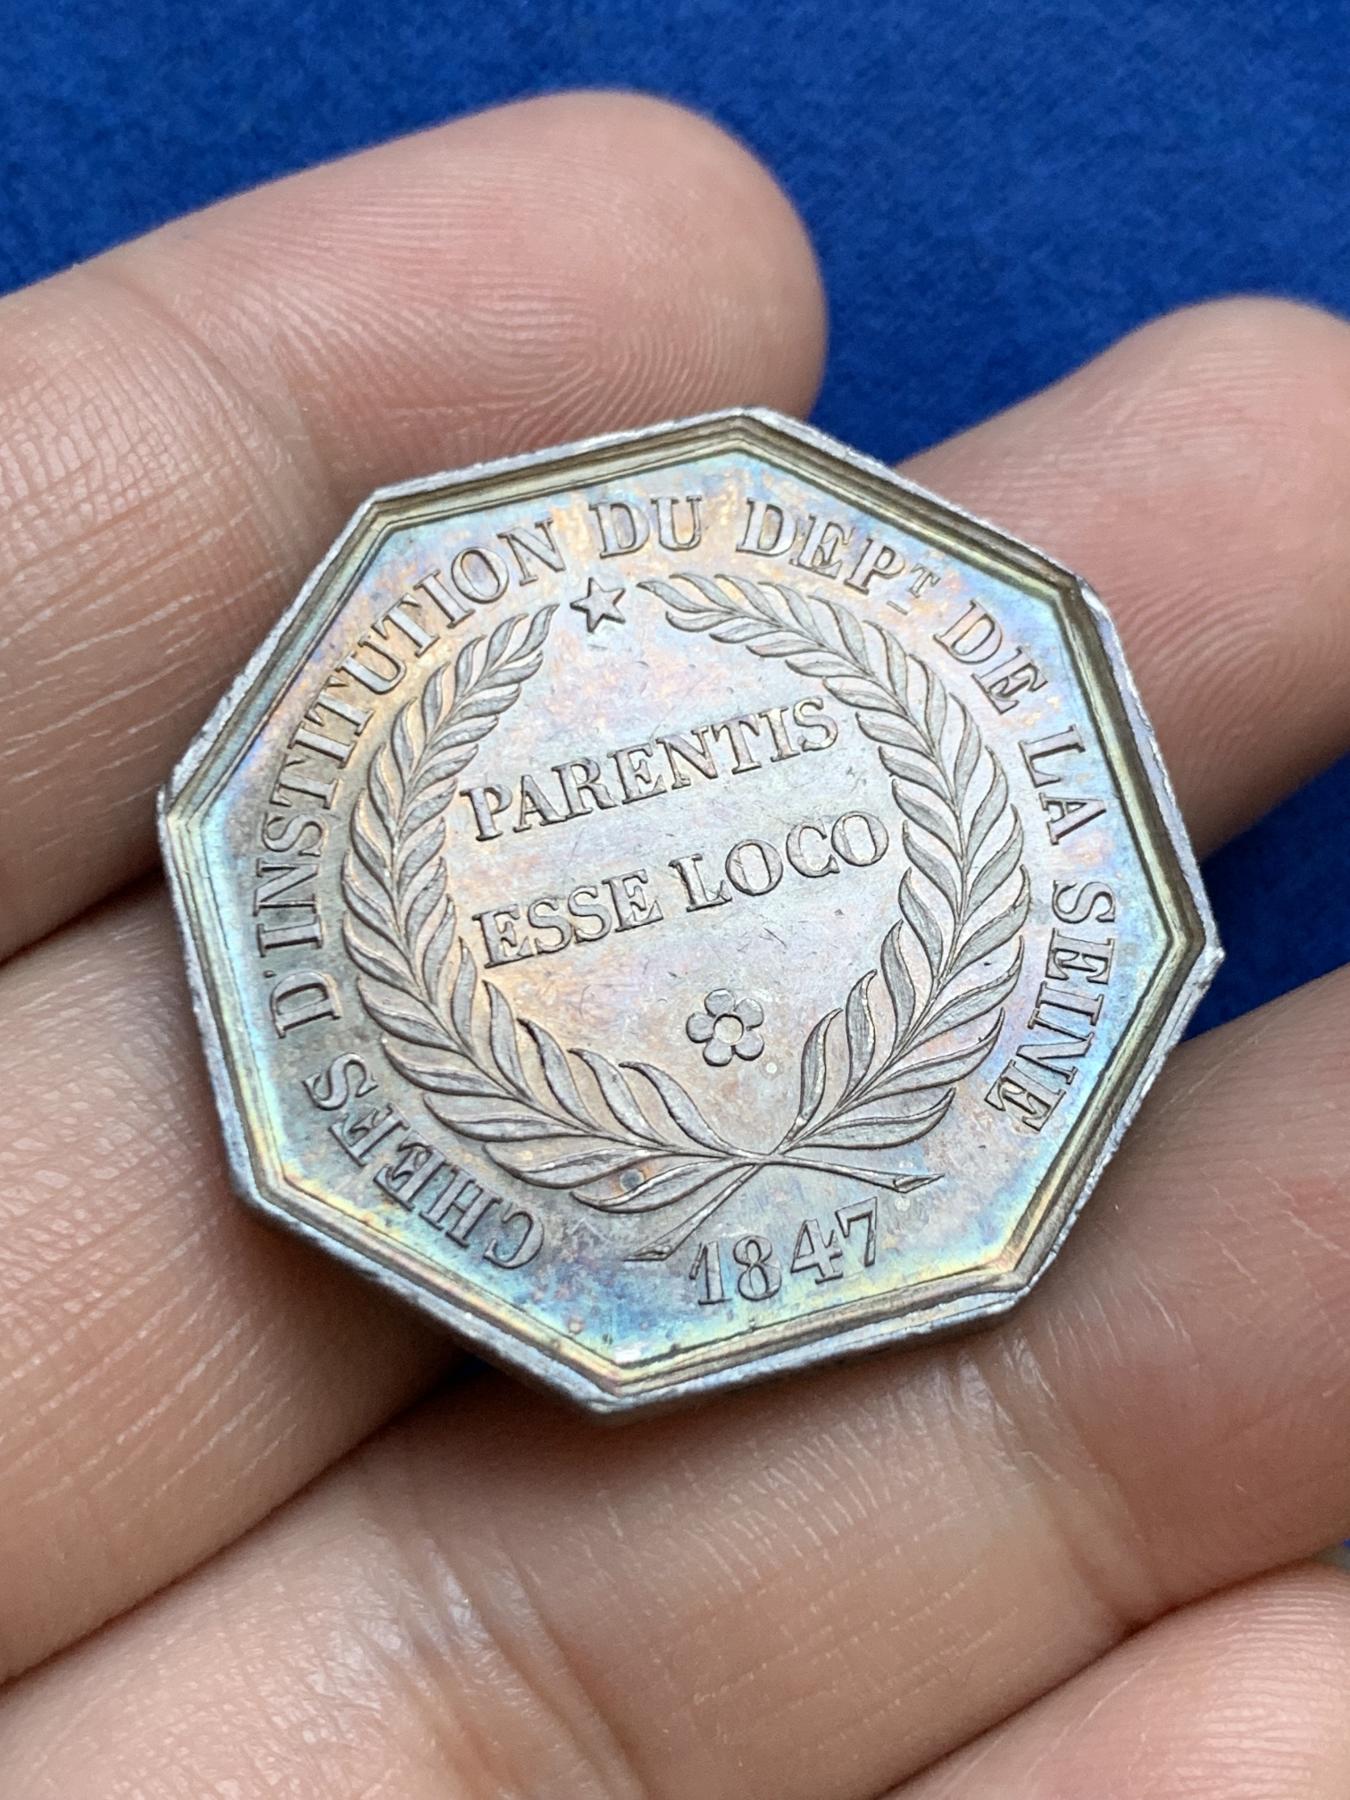 CHEFS D'INSTITUTION DU DEPT DE LA SEINE
PARENTIS
ESSE LOCO
1847